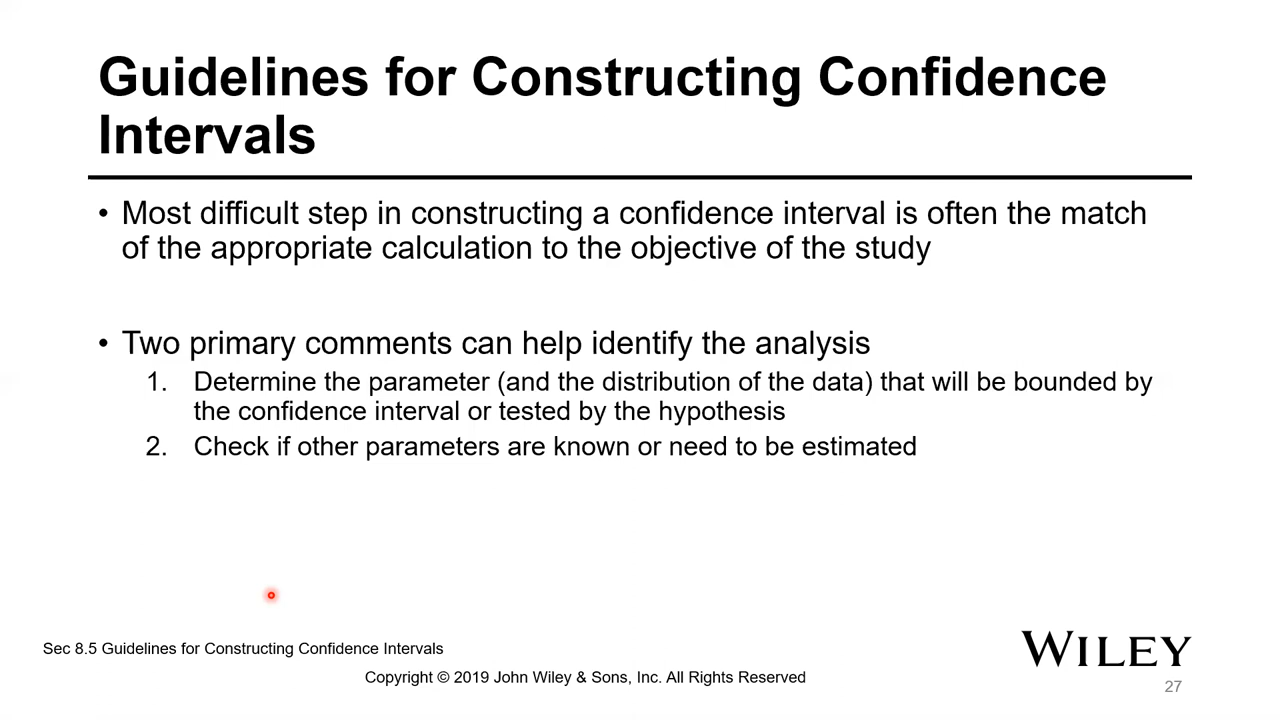 Guidelines for Constructing Confidence
Intervals
• Most difficult step in constructing a confidence interval is often the match
of the appropriate calculation to the objective of the study
• Two primary comments can help identify the analysis
1. Determine the parameter (and the distribution of the data) that will be bounded by
the confidence interval or tested by the hypothesis
2. Check if other parameters are known or need to be estimated
Sec 8.5 Guidelines for Constructing Confidence Intervals
WILEY
Copyright © 2019 John Wiley & Sons, Inc. All Rights Reserved
27